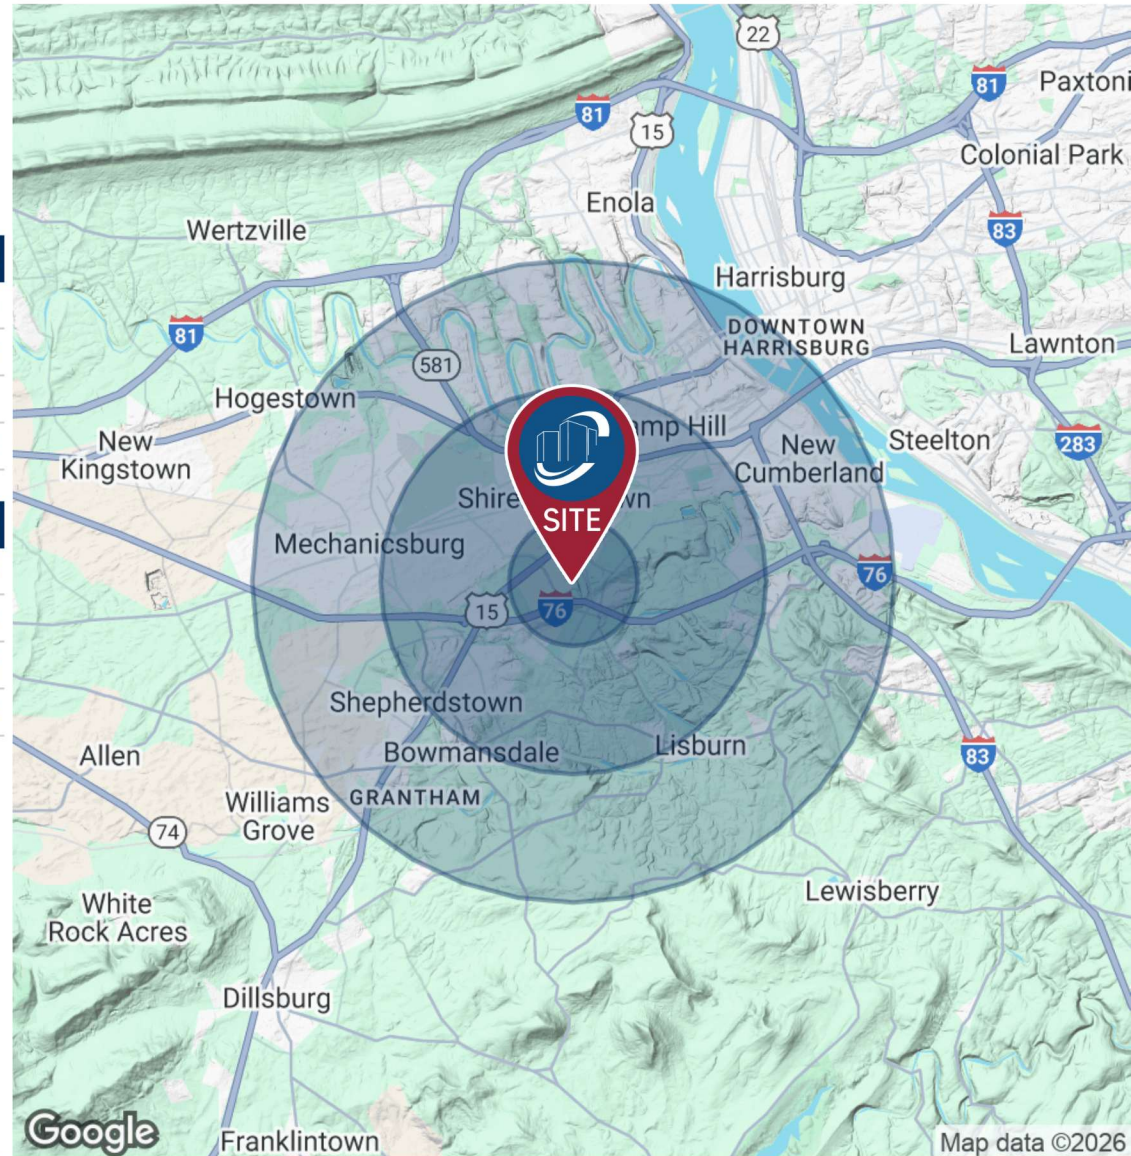 22
81
Paxtoni
81
15
Colonial Park
Enola
Wertzville
83
Harrisburg
DOWNTOWN
HARRISBURG
81
Lawnton
581
Hogestown
amp Hill
New
Kingstown
New
Cumberland
Steelton
283
Shire
wn
SITE
Mechanicsburg
76
15
76
Shepherdstown
Bowmansdale
Lisburn
Allen
83
GRANTHAM
Williams
Grove
74
White
Rock Acres
Lewisberry
Dillsburg
Google
Franklintown
Map data ©2026